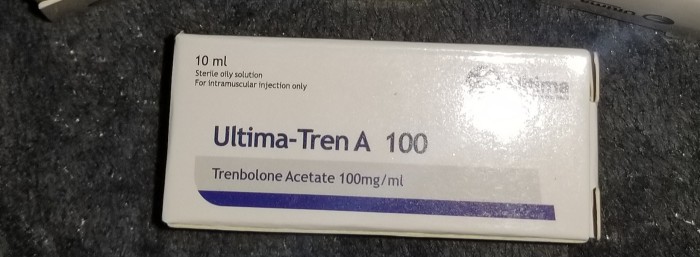 10 ml
Sterile oily solution
For intramuscular injection only
Ultima-Tren A 100
Trenbolone Acetate 100mg/ml